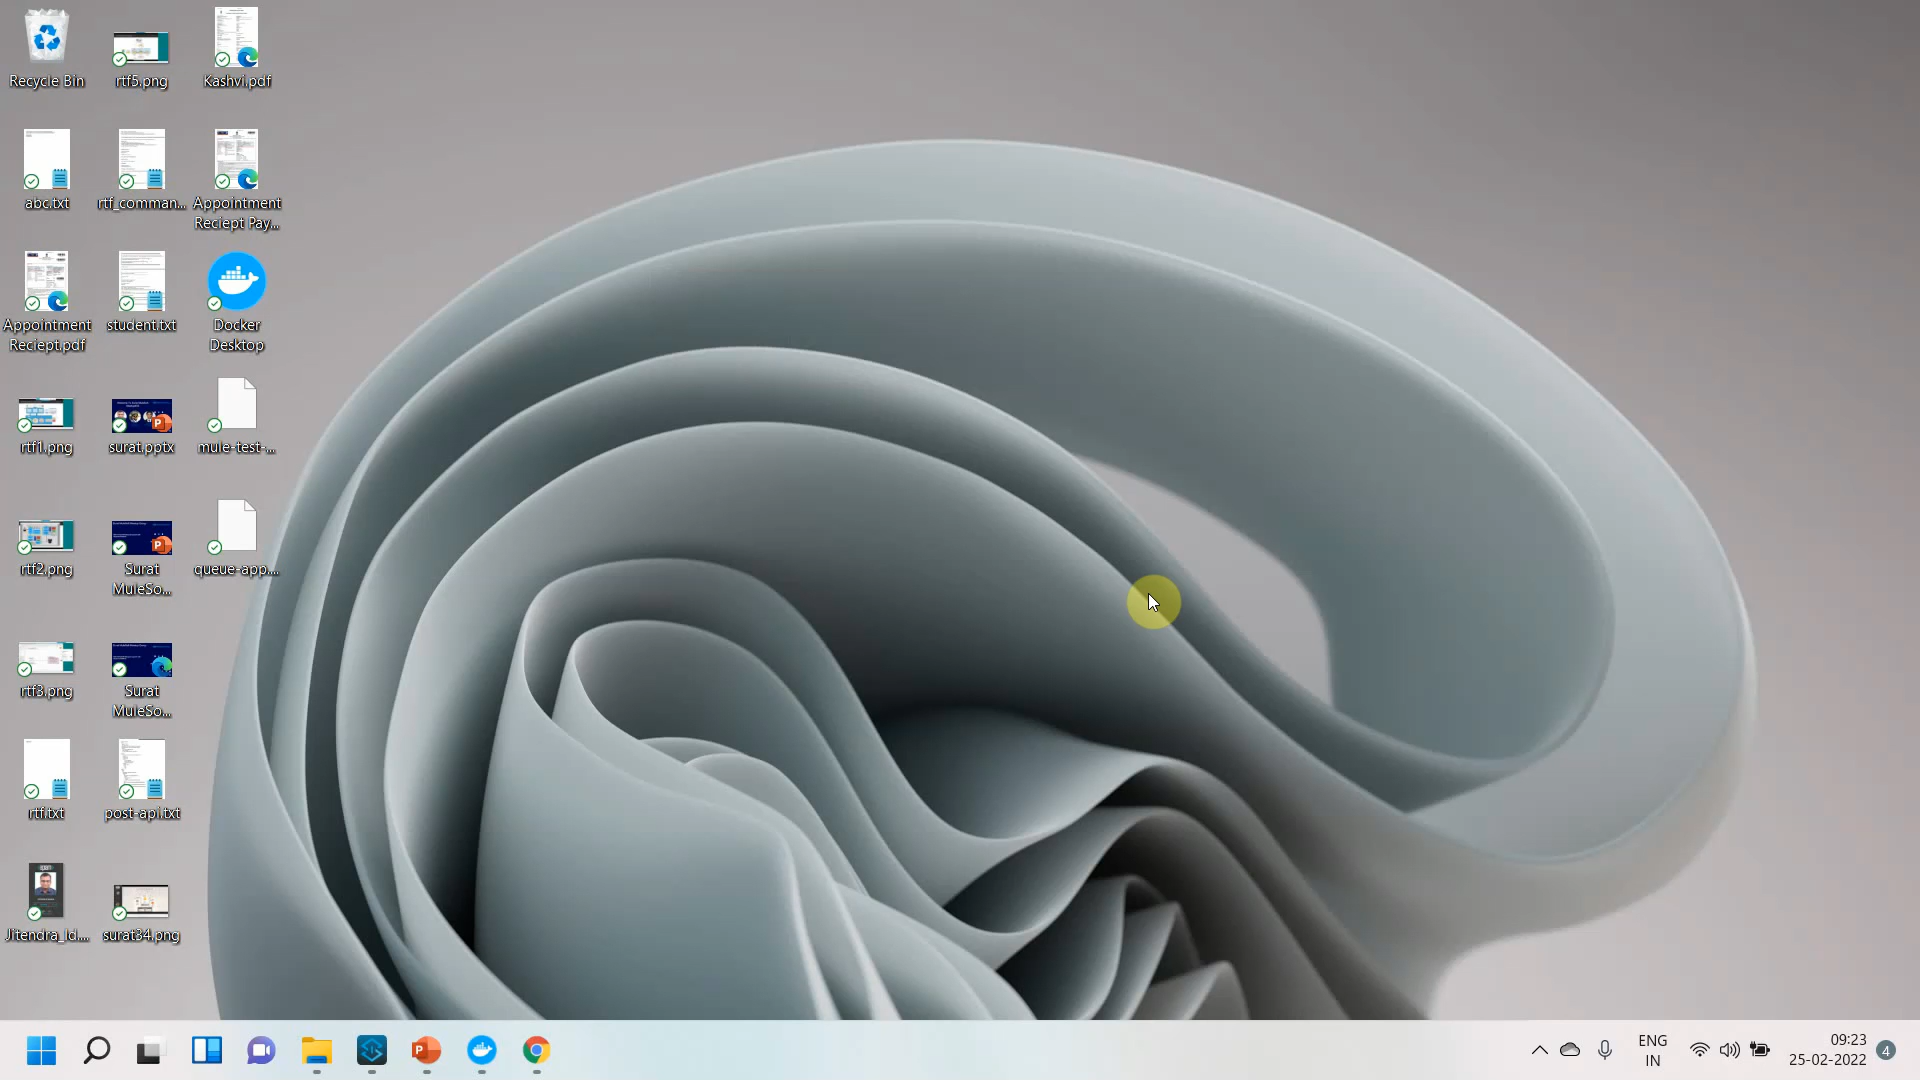 Recycle Bin
rtf5.png
Kashvi.pdf
abc.txt
rtf_comman...
Appointment
Reciept Pay...
Appointment
Reciept.pdf
student.txt
Docker
Desktop
rtf1.png
surat.pptx
mule-test-...
rtf2.png
Surat
MuleSo...
queue-app....
rtf3.png
Surat
MuleSo...
rtf.txt
post-api.txt
Jitendra_id....
surat34.png
ENG
IN
09:23
25-02-2022
4